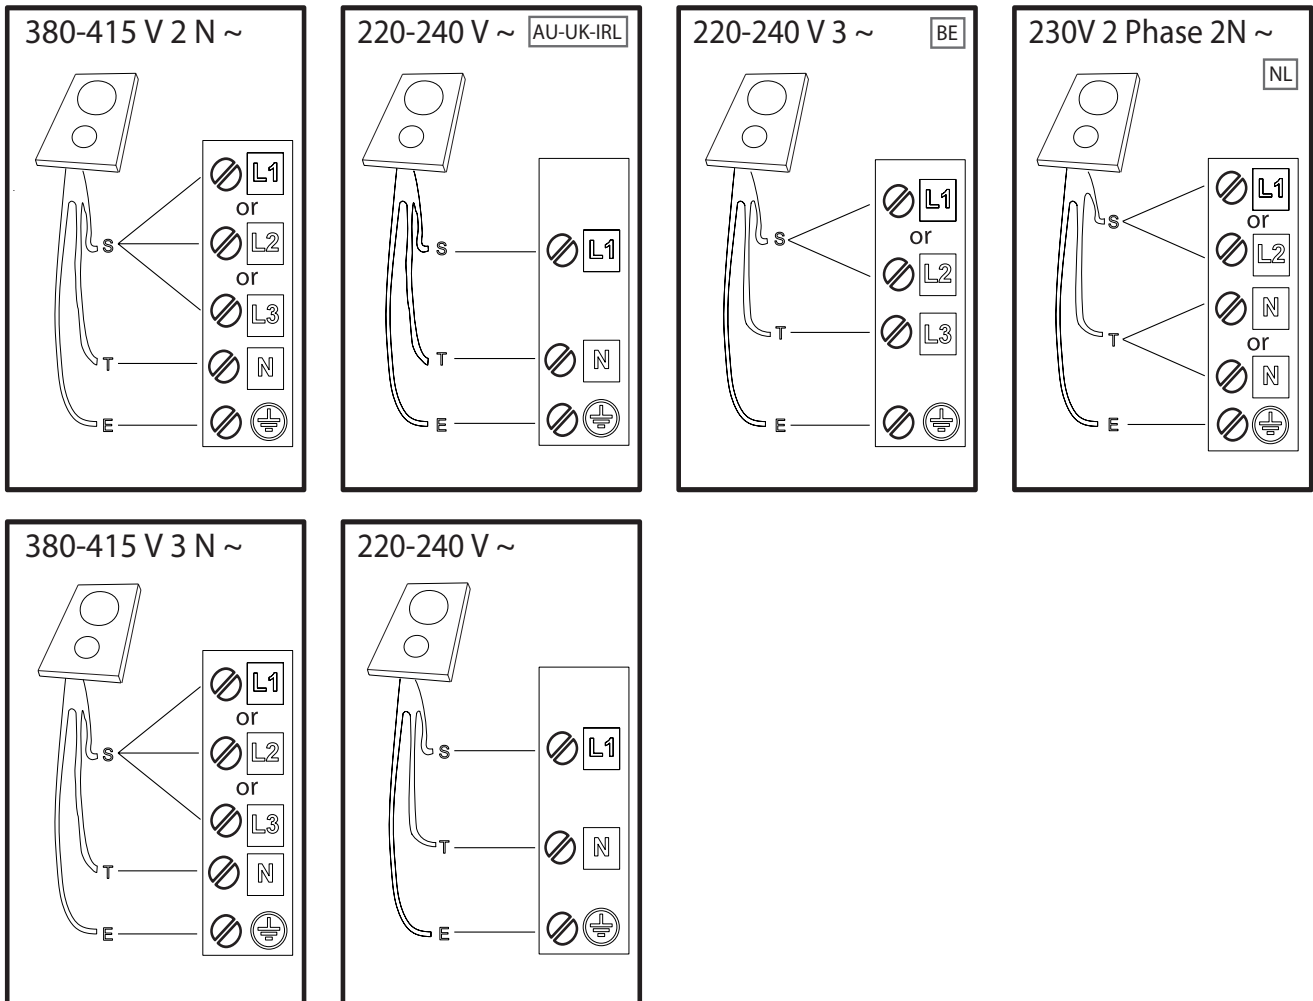 380-415 V 2 N ~
L1
or
L2
or
L3
N
S
T
E
220-240 V ~ AU-UK-IRL
L1
N
S
T
E
220-240 V 3 ~ BE
L1
or
L2
L3
S
T
E
230V 2 Phase 2N ~
NL
L1
or
L2
N
or
N
S
T
E
380-415 V 3 N ~
L1
or
L2
or
L3
N
S
T
E
220-240 V ~
L1
N
S
T
E